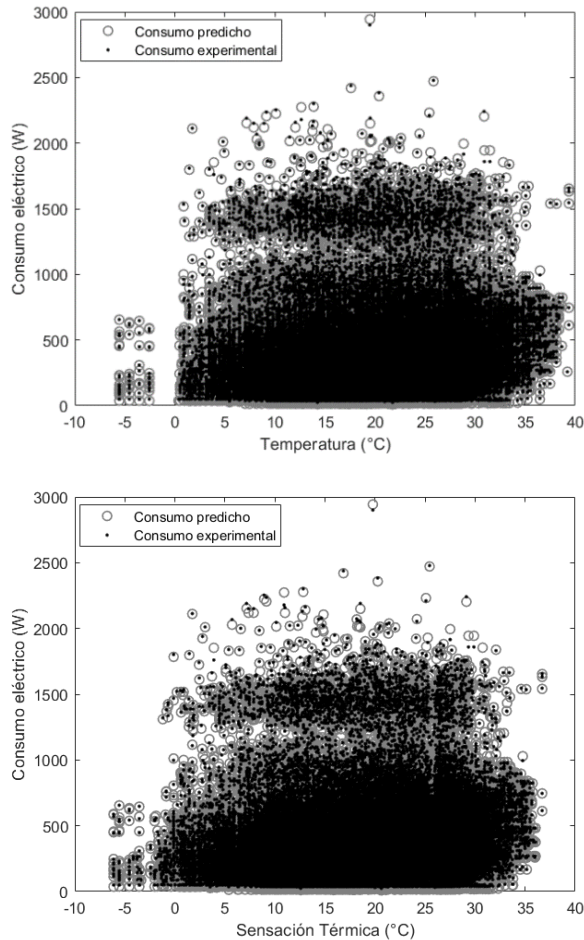 3000
Consumo predicho
Consumo experimental
2500
2000
1500
1000
500
0
Consumo eléctrico (W)
-10 -5 0 5 10 15 20 25 30 35 40
Temperatura (°C)
3000
Consumo predicho
Consumo experimental
2500
2000
1500
1000
500
0
Consumo eléctrico (W)
-10 -5 0 5 10 15 20 25 30 35 40
Sensación Térmica (°C)